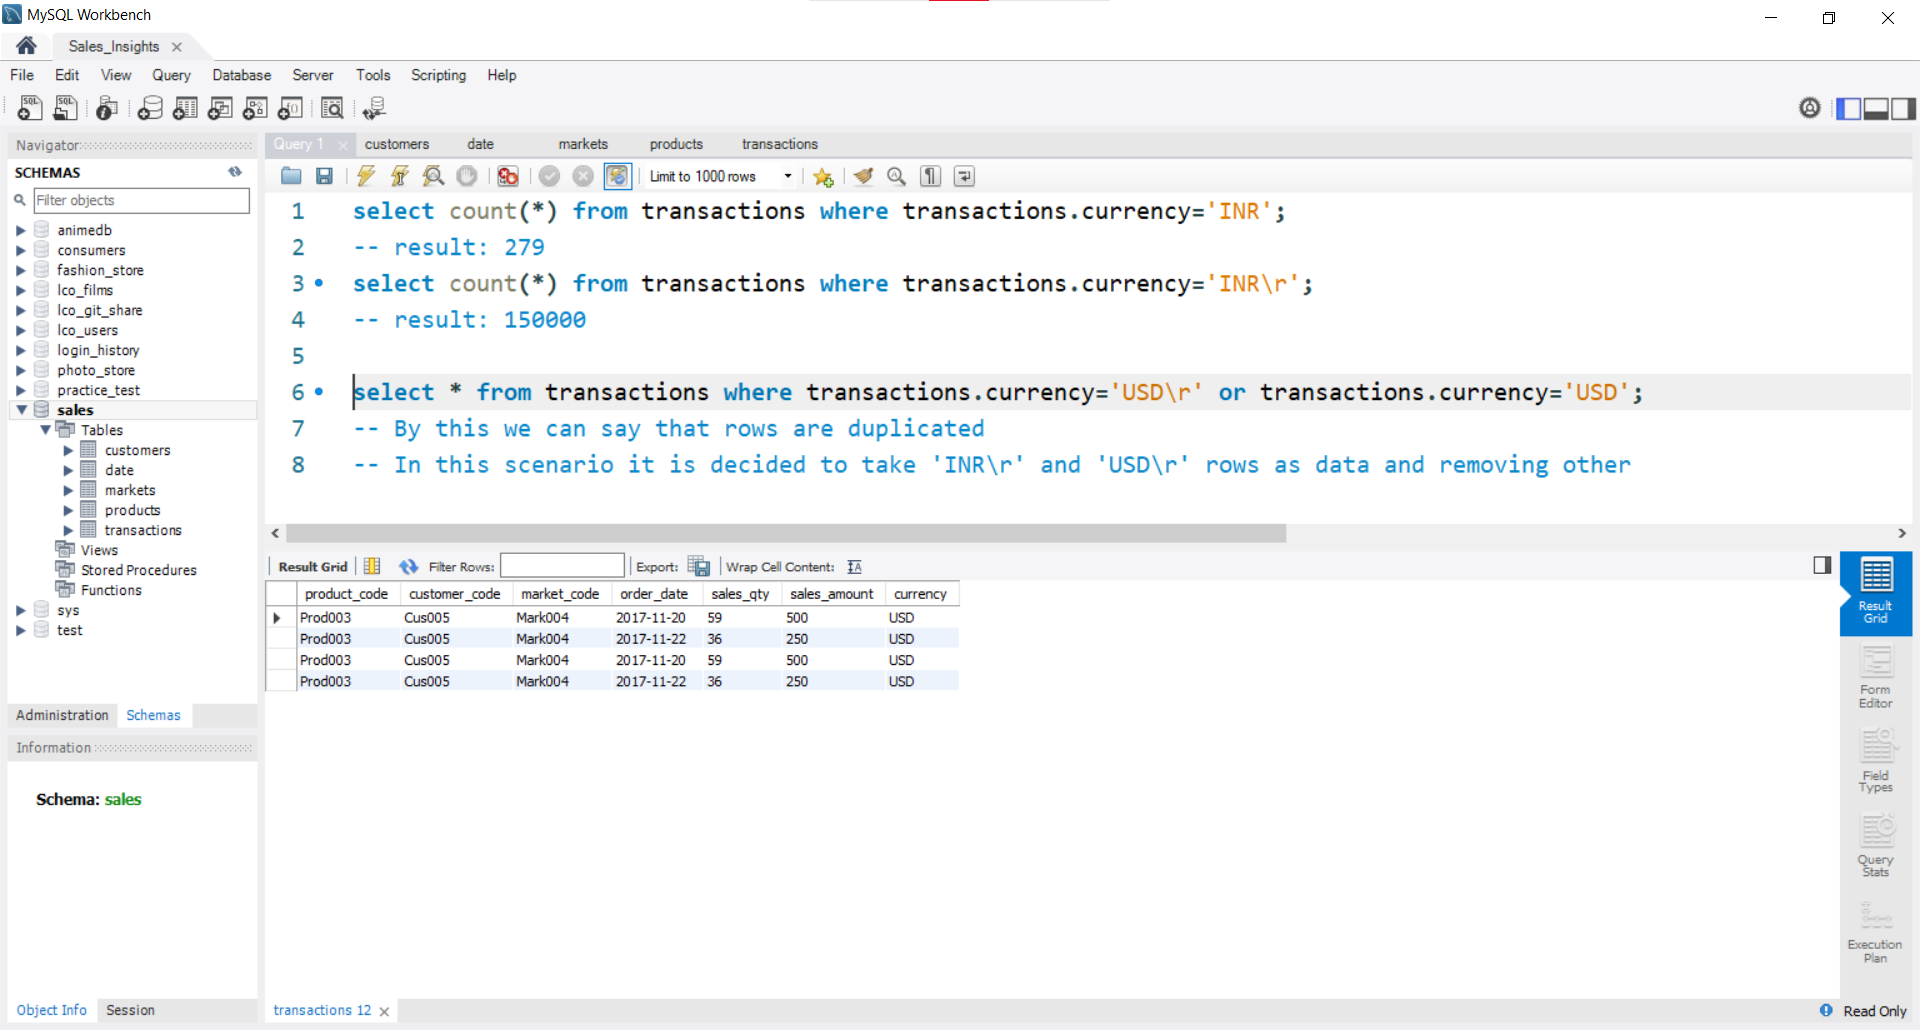 MySQL Workbench
Sales_Insights
File Edit View Query Database Server Tools Scripting Help
Navigator
SCHEMAS
Filter objects
animedb
consumers
fashion_store
lco_films
lco_git_share
lco_users
login_history
photo_store
practice_test
sales
Tables
customers
date
markets
products
transactions
Views
Stored Procedures
Functions
sys
test
Administration Schemas
Information
Schema: sales
Object Info Session
Query 1 customers date markets products transactions
Limit to 1000 rows
1 select count(*) from transactions where transactions.currency='INR';
2 -- result: 279
3 select count(*) from transactions where transactions.currency='INR\r';
4 -- result: 150000
5
6 select * from transactions where transactions.currency='USD\r' or transactions.currency='USD';
7 -- By this we can say that rows are duplicated
8 -- In this scenario it is decided to take 'INR\r' and 'USD\r' rows as data and removing other
Result Grid Filter Rows: Export: Wrap Cell Content:
product_code customer_code market_code order_date sales_qty sales_amount currency
Prod003 Cus005 Mark004 2017-11-20 59 500 USD
Prod003 Cus005 Mark004 2017-11-22 36 250 USD
Prod003 Cus005 Mark004 2017-11-20 59 500 USD
Prod003 Cus005 Mark004 2017-11-22 36 250 USD
Result
Grid
Form
Editor
Field
Types
Query
Stats
Execution
Plan
transactions 12
Read Only